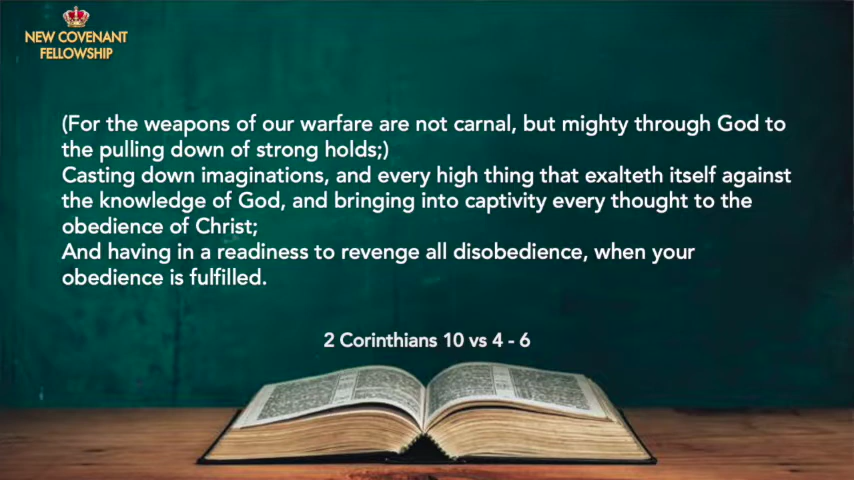 NEW COVENANT
FELLOWSHIP
(For the weapons of our warfare are not carnal, but mighty through God to
the pulling down of strong holds;)
Casting down imaginations, and every high thing that exalteth itself against
the knowledge of God, and bringing into captivity every thought to the
obedience of Christ;
And having in a readiness to revenge all disobedience, when your
obedience is fulfilled.
2 Corinthians 10 vs 4 - 6